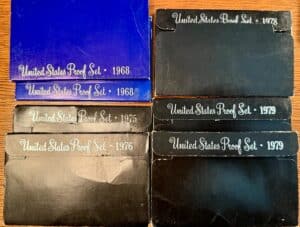 United States Proof Set · 1968
United States Proof Set · 1968
United States Proof Set · 1975
United States Proof Set · 1976
United States Proof Set · 1978
United States Proof Set · 1979
United States Proof Set · 1979